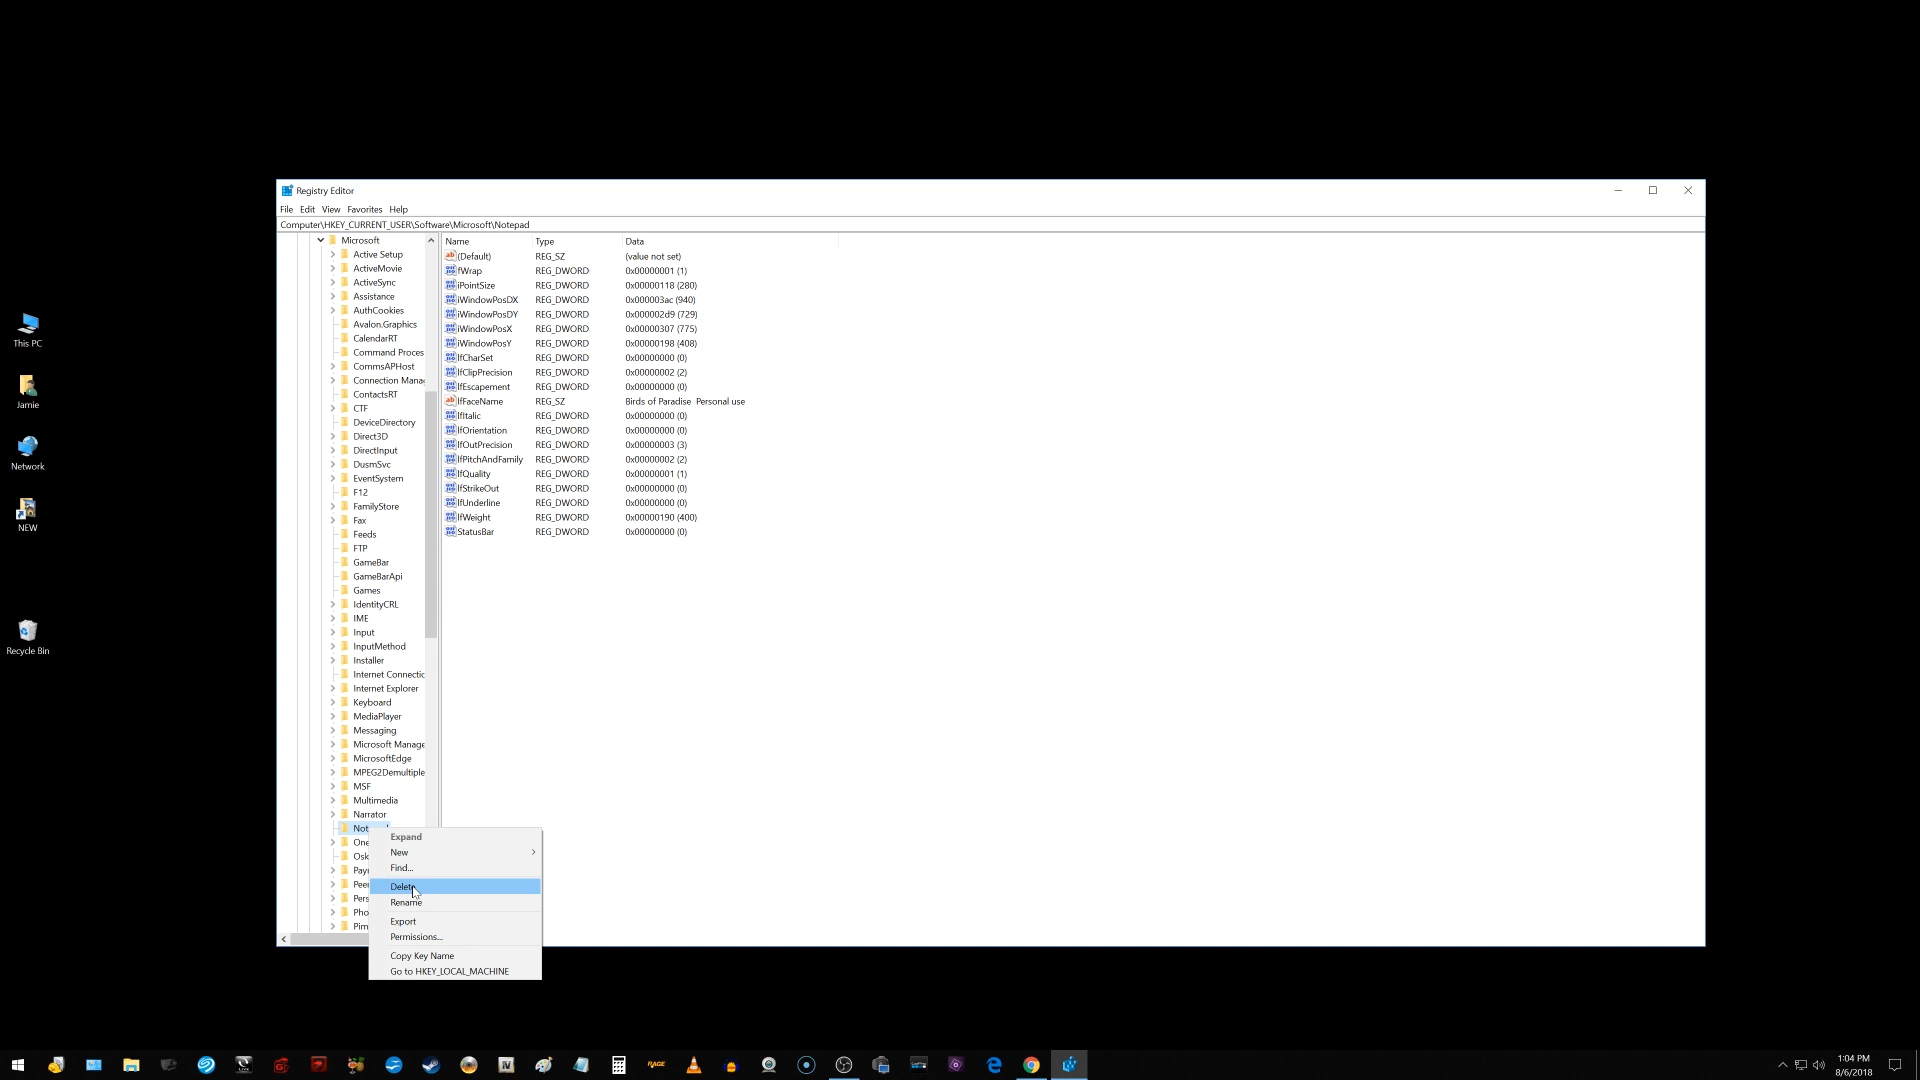 Registry Editor
File Edit View Favorites Help
Computer\HKEY_CURRENT_USER\Software\Microsoft\Notepad
Microsoft
Active Setup
ActiveMovie
ActiveSync
Assistance
AuthCookies
Avalon.Graphics
CalendarRT
Command Proces
CommsAPHost
Connection Mana
ContactsRT
CTF
DeviceDirectory
Direct3D
DirectInput
DusmSvc
EventSystem
F12
FamilyStore
Fax
Feeds
FTP
GameBar
GameBarApi
Games
IdentityCRL
IME
Input
InputMethod
Installer
Internet Connectic
Internet Explorer
Keyboard
MediaPlayer
Messaging
Microsoft Manage
MicrosoftEdge
MPEG2Demultiple
MSF
Multimedia
Narrator
Not
One
Osk
Payı
Peer
Pers
Pho
Pim
Name Type Data
(Default) REG_SZ (value not set)
fWrap REG_DWORD 0x00000001 (1)
iPointSize REG_DWORD 0x00000118 (280)
iWindowPosDX REG_DWORD 0x000003ac (940)
iWindowPosDY REG_DWORD 0x000002d9 (729)
iWindowPosX REG_DWORD 0x00000307 (775)
iWindowPosY REG_DWORD 0x00000198 (408)
lfCharSet REG_DWORD 0x00000000 (0)
lfClipPrecision REG_DWORD 0x00000002 (2)
lfEscapement REG_DWORD 0x00000000 (0)
lfFaceName REG_SZ Birds of Paradise Personal use
lfItalic REG_DWORD 0x00000000 (0)
lfOrientation REG_DWORD 0x00000000 (0)
lfOutPrecision REG_DWORD 0x00000003 (3)
lfPitchAndFamily REG_DWORD 0x00000002 (2)
lfQuality REG_DWORD 0x00000001 (1)
lfStrikeOut REG_DWORD 0x00000000 (0)
lfUnderline REG_DWORD 0x00000000 (0)
lfWeight REG_DWORD 0x00000190 (400)
StatusBar REG_DWORD 0x00000000 (0)
Expand
New
Find...
Delete
Rename
Export
Permissions...
Copy Key Name
Go to HKEY_LOCAL_MACHINE
This PC
Jamie
Network
NEW
Recycle Bin
RAGE
1:04 PM
8/6/2018